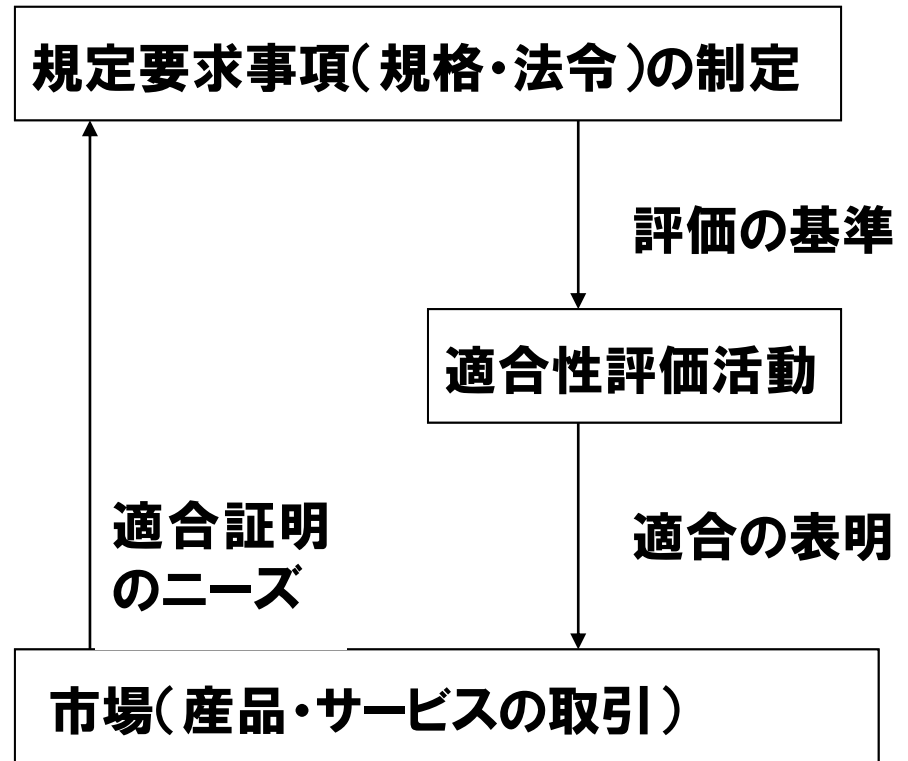 規定要求事項（規格・法令）の制定
評価の基準
適合性評価活動
適合証明
のニーズ
適合の表明
市場（産品・サービスの取引）